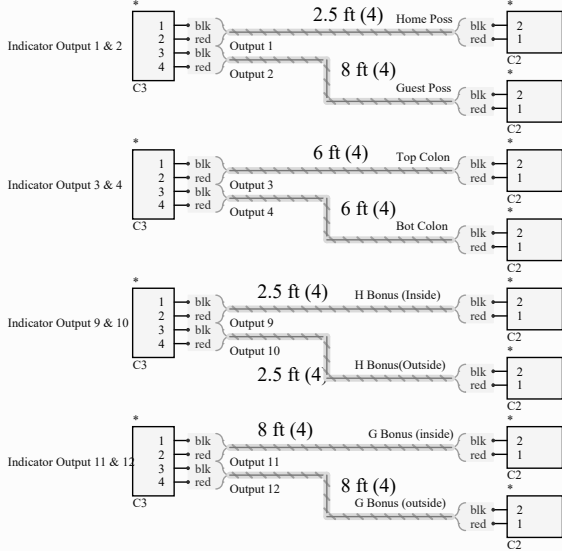 *
2.5 ft (4)
Home Poss
*
1 blk
blk 2
Indicator Output 1 & 2
2 red
Output 1
red 1
3 blk
C2
4 red
Output 2
8 ft (4)
*
C3
Guest Poss
blk 2
red 1
C2
*
6 ft (4)
Top Colon
*
1 blk
blk 2
Indicator Output 3 & 4
2 red
Output 3
red 1
3 blk
C2
4 red
Output 4
6 ft (4)
*
C3
Bot Colon
blk 2
red 1
C2
*
2.5 ft (4)
H Bonus (Inside)
*
1 blk
blk 2
Indicator Output 9 & 10
2 red
Output 9
red 1
3 blk
C2
4 red
Output 10
*
C3
2.5 ft (4)
H Bonus(Outside)
blk 2
red 1
C2
*
8 ft (4)
G Bonus (inside)
*
1 blk
blk 2
Indicator Output 11 & 12
2 red
Output 11
red 1
3 blk
C2
4 red
Output 12
8 ft (4)
*
C3
G Bonus (outside)
blk 2
red 1
C2